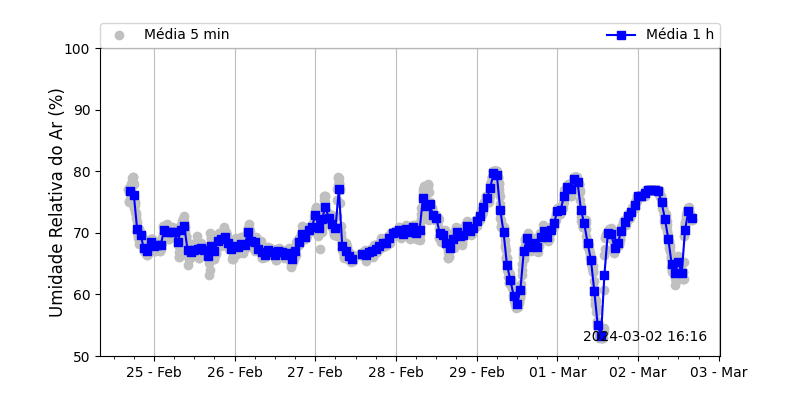 Média 5 min
Média 1 h
100
90
80
70
60
50
Umidade Relativa do Ar (%)
2024-03-02 16:16
25 - Feb
26 - Feb
27 - Feb
28 - Feb
29 - Feb
01 - Mar
02 - Mar
03 - Mar